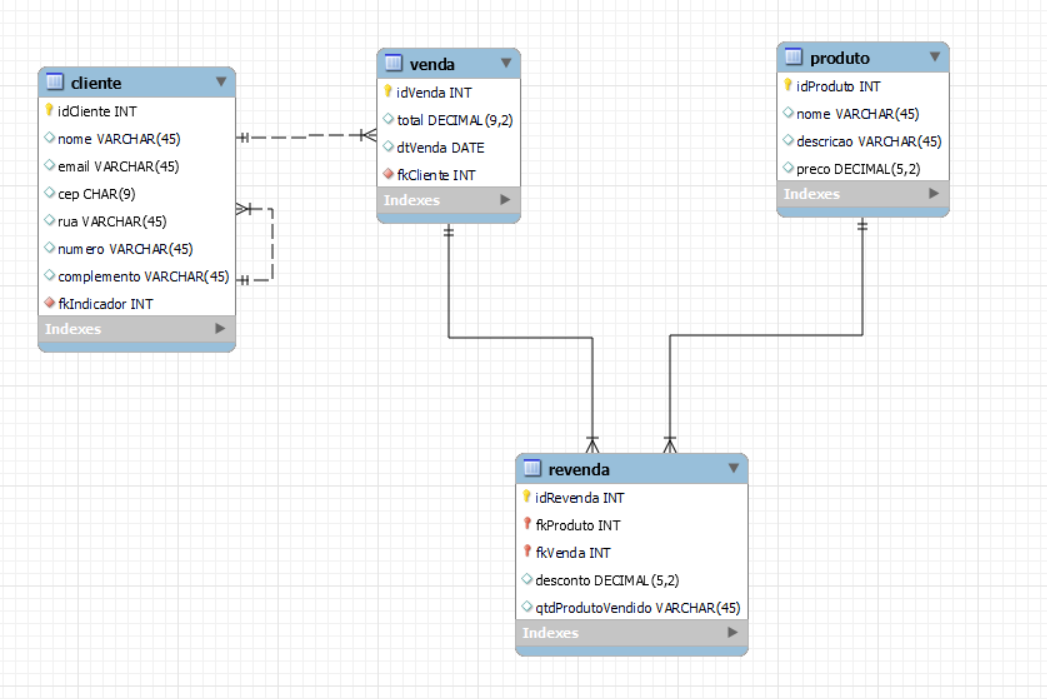 cliente
idCliente INT
nome VARCHAR(45)
email VARCHAR(45)
cep CHAR(9)
rua VARCHAR(45)
numero VARCHAR(45)
complemento VARCHAR(45)
fkIndicador INT
Indexes
venda
idVenda INT
total DECIMAL(9,2)
dtVenda DATE
fkCliente INT
Indexes
produto
idProduto INT
nome VARCHAR(45)
descricao VARCHAR(45)
preco DECIMAL(5,2)
Indexes
revenda
idRevenda INT
fkProduto INT
fkVenda INT
desconto DECIMAL(5,2)
qtdProdutoVendido VARCHAR(45)
Indexes